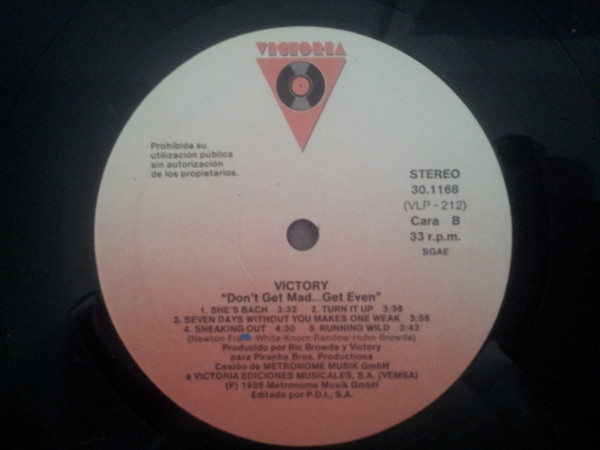 VICTORIA
Prohibida su
utilización pública
sin autorización
de los propietarios.
STEREO
30.1168
(VLP - 212)
Cara B
33 r.p.m.
SGAE
VICTORY
"Don't Get Mad...Get Even"
1. SHE'S BACH 3:32 2. TURN IT UP 3:36
3. SEVEN DAYS WITHOUT YOU MAKES ONE WEAK 3:56
4. SNEAKING OUT 4:30 5. RUNNING WILD 3:43
White-Knorn-Randow-Huhn-Browde)
Producido por Ric Browde y Victory
para Piranha Bros. Productions
Cesión de METRONOME MUSIK GmbH
a VICTORIA EDICIONES MUSICALES, S.A. (VEMSA)
(P) 1986 Metronome Musik GmbH
Editado por P.D.I., S.A.